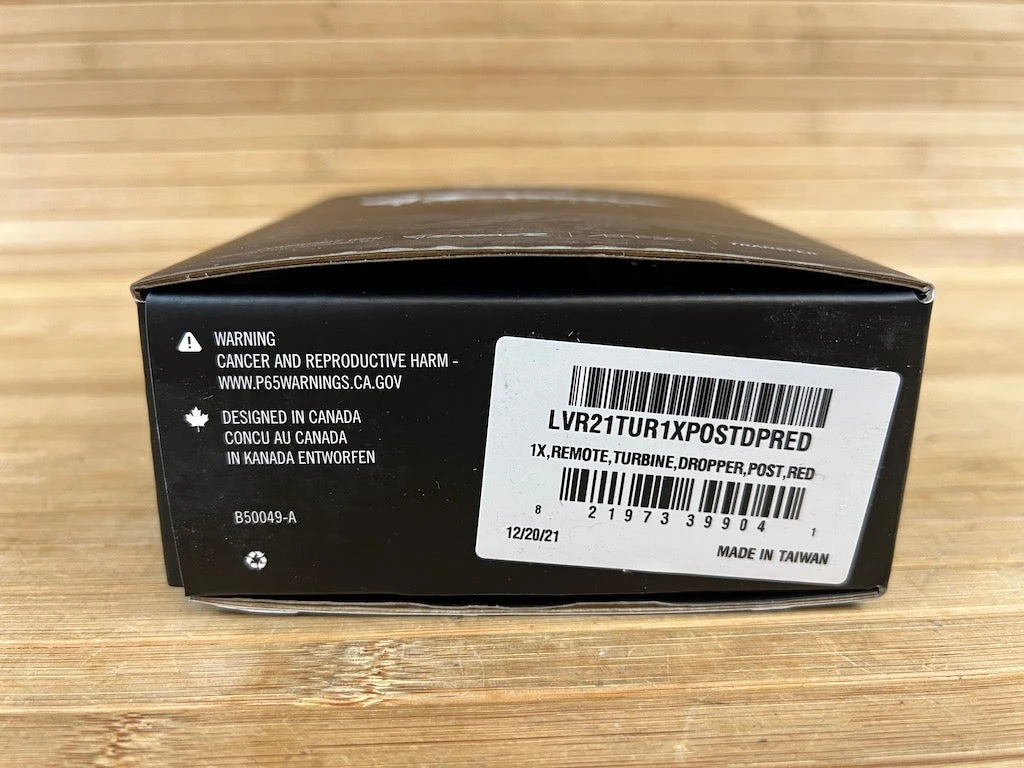 TRANSFER
WARNING
CANCER AND REPRODUCTIVE HARM -
WWW.P65WARNINGS.CA.GOV
DESIGNED IN CANADA
CONCU AU CANADA
IN KANADA ENTWORFEN
B50049-A
LVR21TUR1XPOSTDPRED
1X,REMOTE,TURBINE,DROPPER,POST,RED
8 21973 39904 1
12/20/21
MADE IN TAIWAN